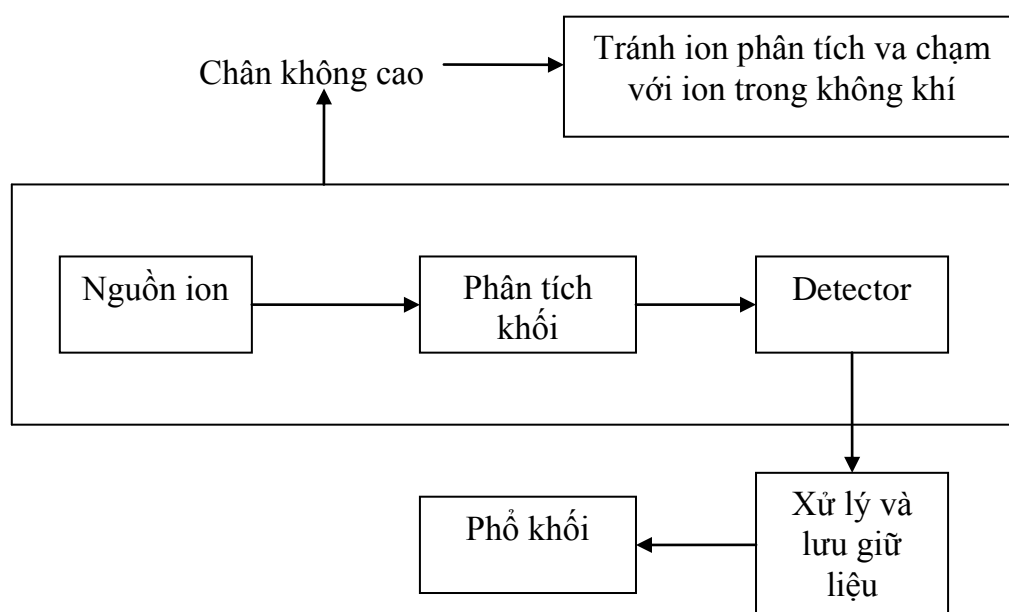 Tránh ion phân tích va chạm
với ion trong không khí
Chân không cao
Nguồn ion
Phân tích
khối
Detector
Xử lý và
lưu giữ
liệu
Phổ khối